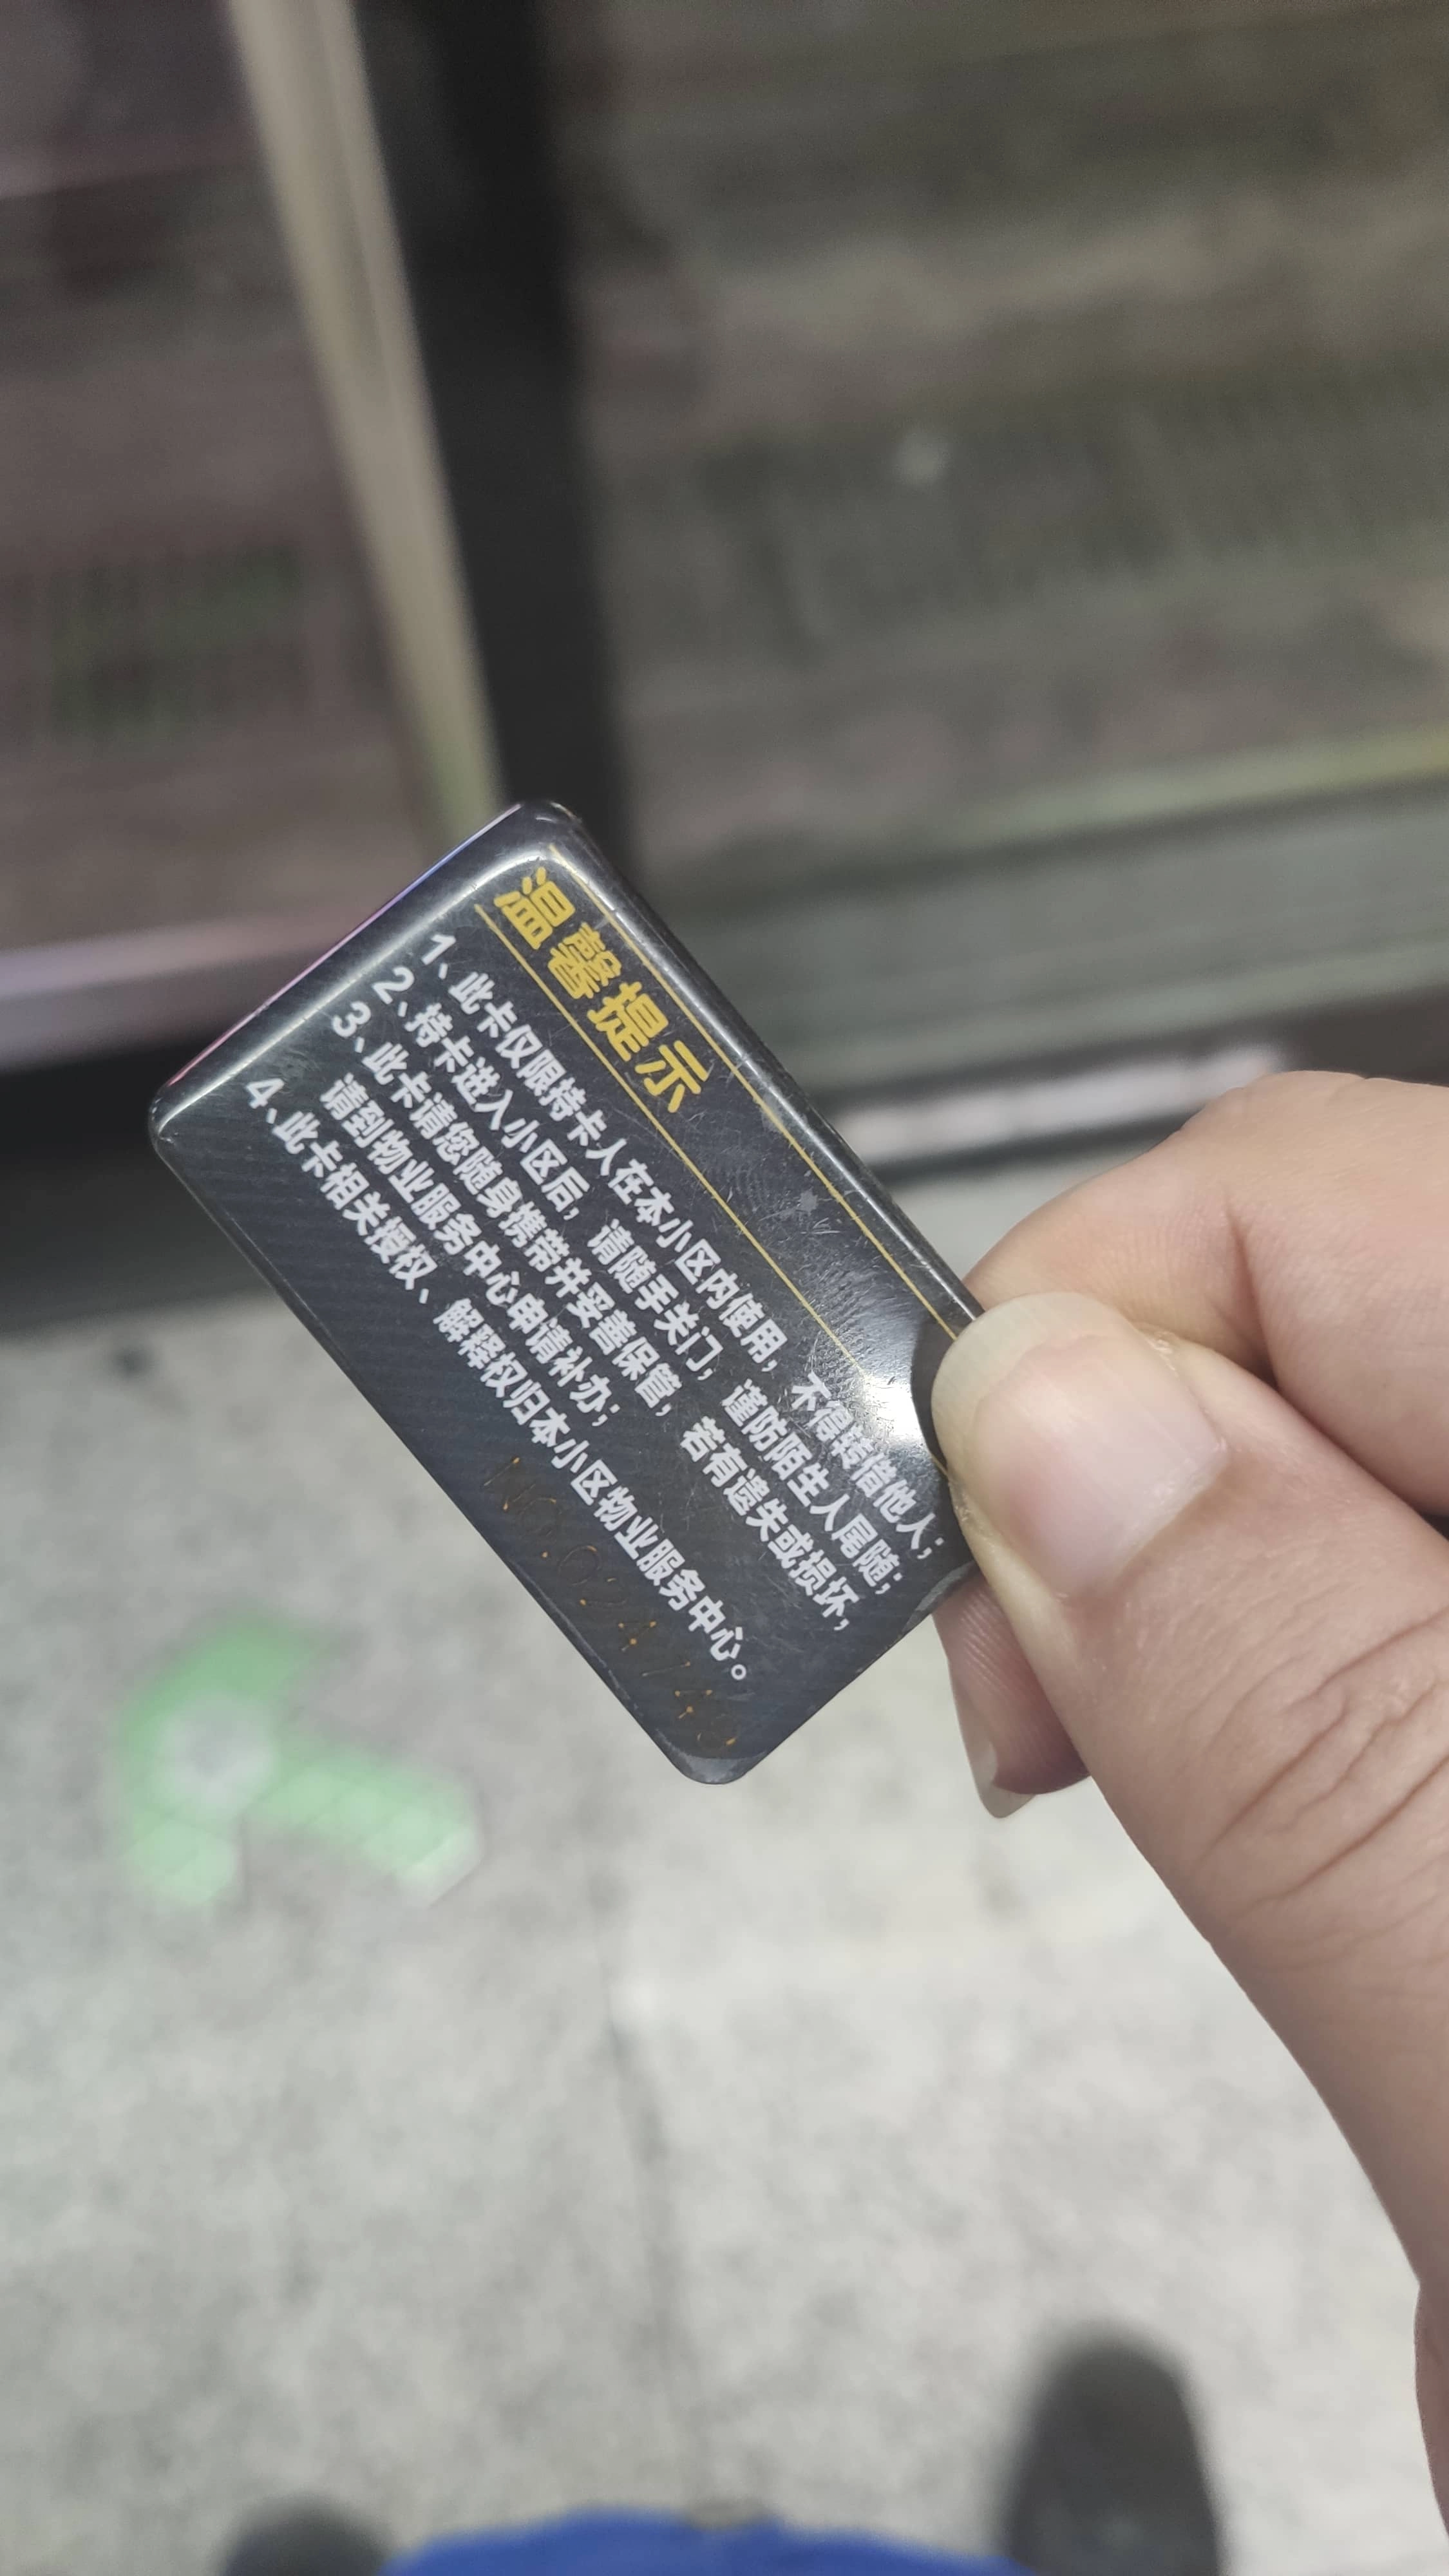 温馨提示
1、此卡仅限持卡人在本小区内使用，不得转借他人；
2、持卡进入小区后，请随手关门，谨防陌生人尾随；
3、此卡请您随身携带并妥善保管，若有遗失或损坏，
请到物业服务中心申请补办；
4、此卡相关授权、解释权归本小区物业服务中心。